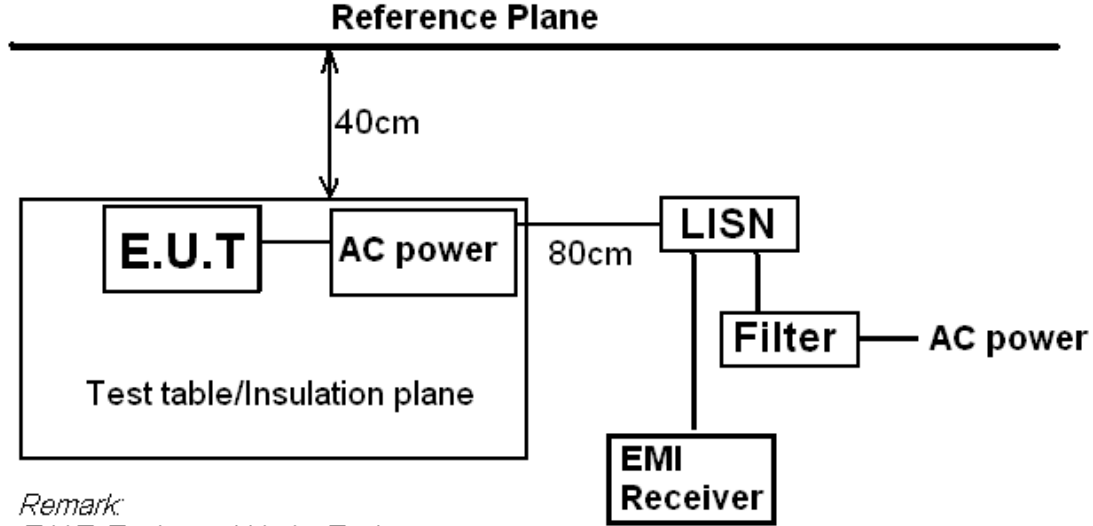 Reference Plane
40cm
E.U.T
AC power
80cm
LISN
Filter
AC power
Test table/Insulation plane
EMI
Receiver
Remark: